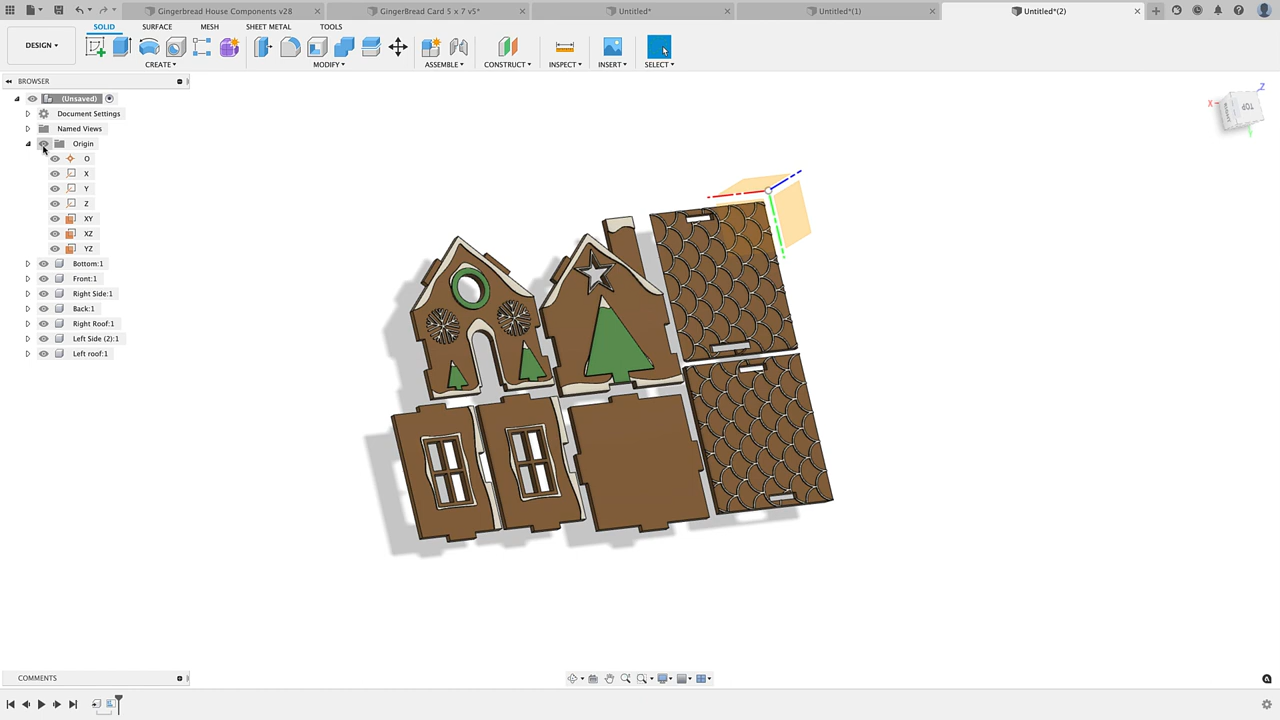 Gingerbread House Components v28
GingerBread Card 5 x 7 v5*
Untitled*
Untitled*(1)
Untitled*(2)
DESIGN
SOLID
SURFACE
MESH
SHEET METAL
TOOLS
CREATE
MODIFY
ASSEMBLE
CONSTRUCT
INSPECT
INSERT
SELECT
BROWSER
(Unsaved)
Document Settings
Named Views
Origin
O
X
Y
Z
XY
XZ
YZ
Bottom:1
Front:1
Right Side:1
Back:1
Right Roof:1
Left Side (2):1
Left roof:1
Z
X
TOP
Y
COMMENTS